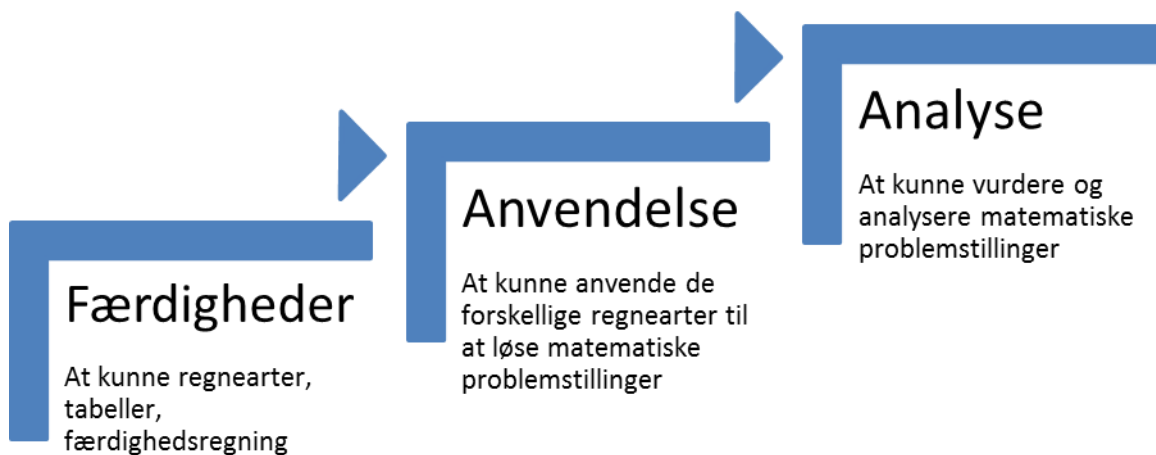 Færdigheder
At kunne regnearter,
tabeller,
færdighedsregning
Anvendelse
At kunne anvende de
forskellige regnearter til
at løse matematiske
problemstillinger
Analyse
At kunne vurdere og
analysere matematiske
problemstillinger